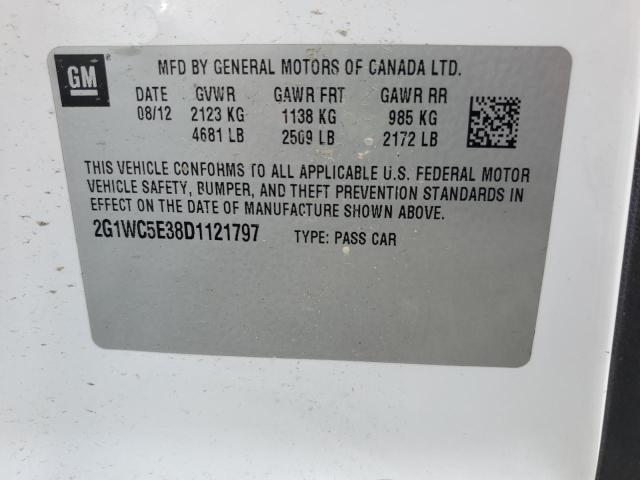 GM
MFD BY GENERAL MOTORS OF CANADA LTD.
DATE GVWR GAWR FRT GAWR RR
08/12 2123 KG 1138 KG 985 KG
4681 LB 2509 LB 2172 LB
THIS VEHICLE CONFORMS TO ALL APPLICABLE U.S. FEDERAL MOTOR
VEHICLE SAFETY, BUMPER, AND THEFT PREVENTION STANDARDS IN
EFFECT ON THE DATE OF MANUFACTURE SHOWN ABOVE.
2G1WC5E38D1121797 TYPE: PASS CAR